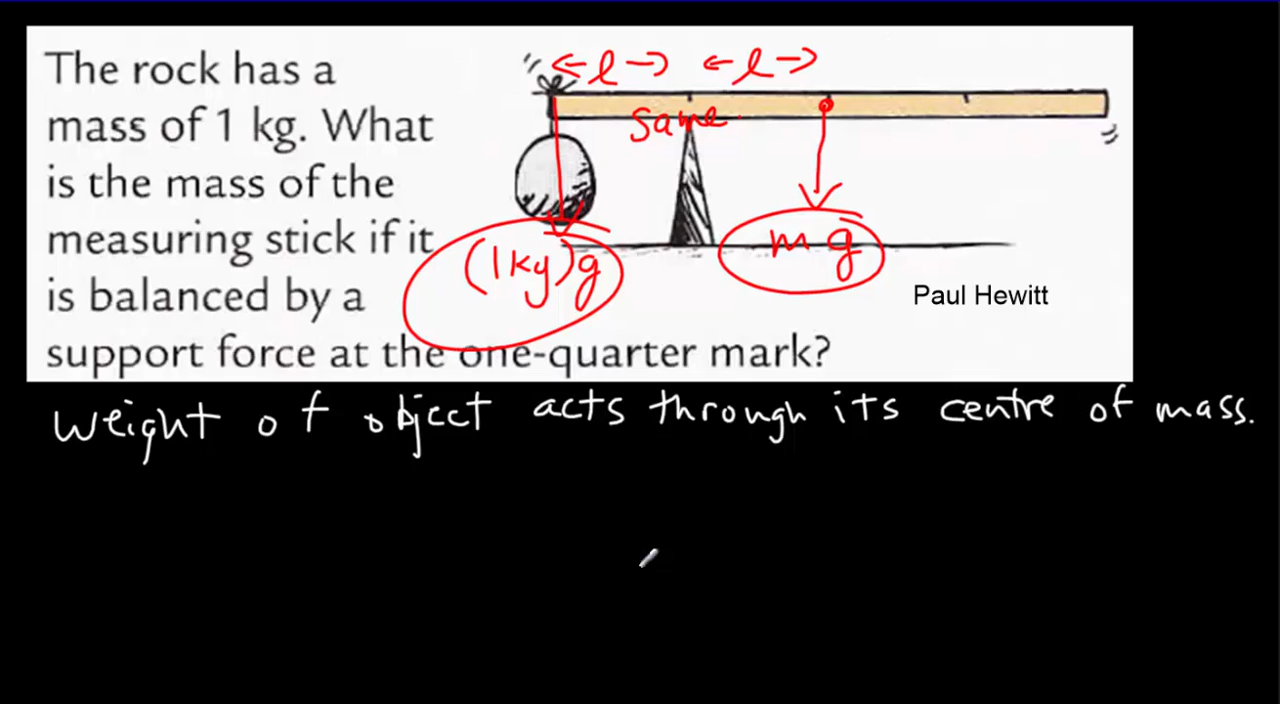 The rock has a
mass of 1 kg. What
is the mass of the
measuring stick if it
is balanced by a
support force at the one-quarter mark?
←l→ ←l→
same
(1kg)g
mg
Paul Hewitt
Weight of object acts through its centre of mass.